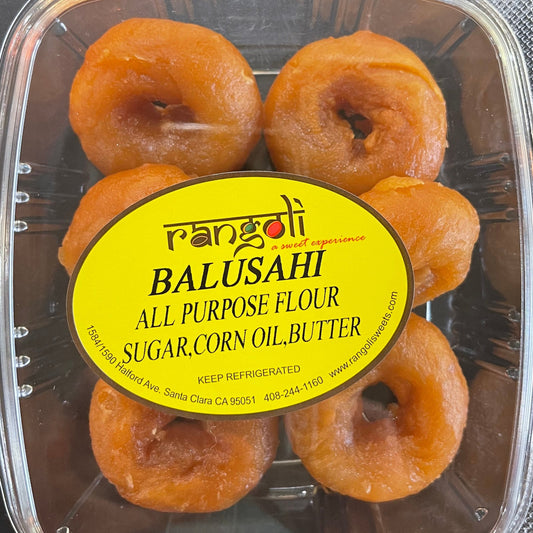 rangoli
a sweet experience
BALUSAHI
ALL PURPOSE FLOUR
SUGAR,CORN OIL,BUTTER
KEEP REFRIGERATED
1584/1590 Halford Ave. Santa Clara CA 95051 408-244-1160 www.rangolisweets.com